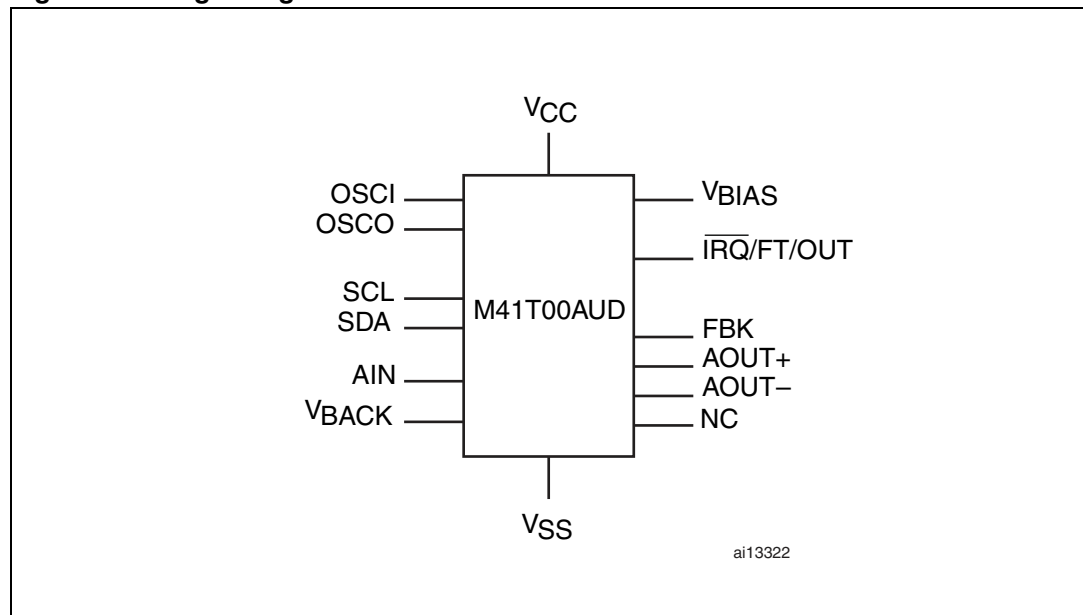 VCC
OSCI
OSCO
SCL
SDA
AIN
VBACK
M41T00AUD
VBIAS
IRQ/FT/OUT
FBK
AOUT+
AOUT–
NC
VSS
ai13322